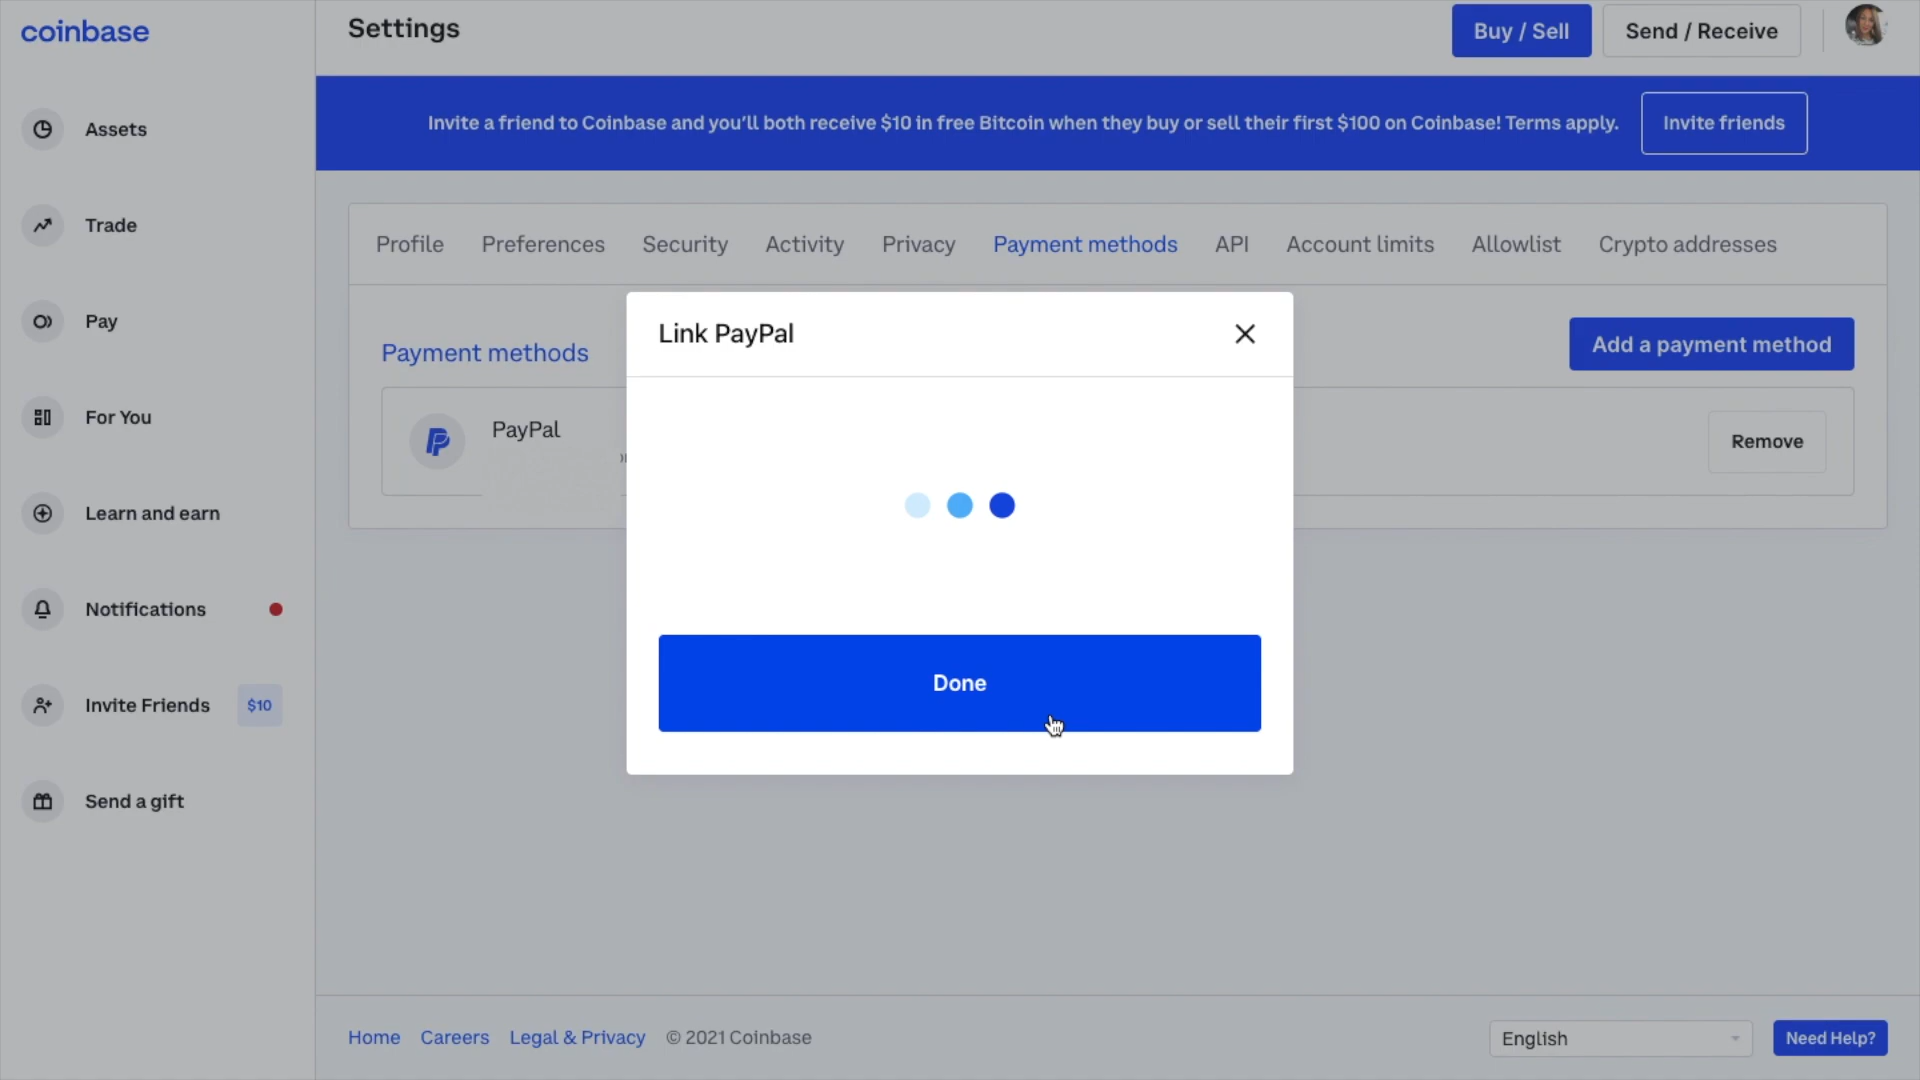 coinbase
Settings
Buy / Sell
Send / Receive
Invite a friend to Coinbase and you'll both receive $10 in free Bitcoin when they buy or sell their first $100 on Coinbase! Terms apply.
Invite friends
Assets
Trade
Pay
For You
Learn and earn
Notifications
Invite Friends $10
Send a gift
Profile Preferences Security Activity Privacy Payment methods API Account limits Allowlist Crypto addresses
Payment methods
Add a payment method
PayPal
Remove
Link PayPal
Done
Home Careers Legal & Privacy © 2021 Coinbase
English
Need Help?